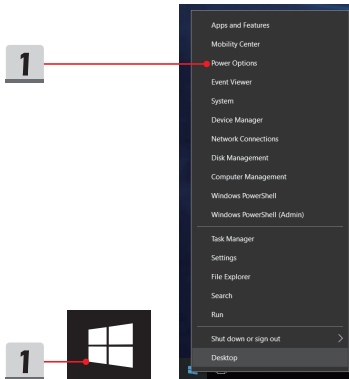 1
Apps and Features
Mobility Center
Power Options
Event Viewer
System
Device Manager
Network Connections
Disk Management
Computer Management
Windows PowerShell
Windows PowerShell (Admin)
Task Manager
Settings
File Explorer
Search
Run
Shut down or sign out
Desktop
1